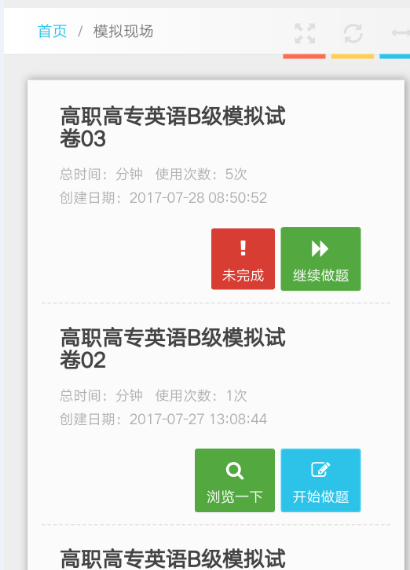 首页 / 模拟现场
高职高专英语B级模拟试
卷03
总时间：分钟 使用次数：5次
创建日期：2017-07-28 08:50:52
未完成 继续做题
高职高专英语B级模拟试
卷02
总时间：分钟 使用次数：1次
创建日期：2017-07-27 13:08:44
浏览一下 开始做题
高职高专英语B级模拟试